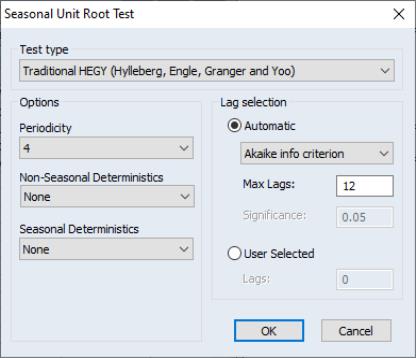 Seasonal Unit Root Test
Test type
Traditional HEGY (Hylleberg, Engle, Granger and Yoo)
Options
Periodicity
4
Non-Seasonal Deterministics
None
Seasonal Deterministics
None
Lag selection
Automatic
Akaike info criterion
Max Lags: 12
Significance: 0.05
User Selected
Lags: 0
OK Cancel